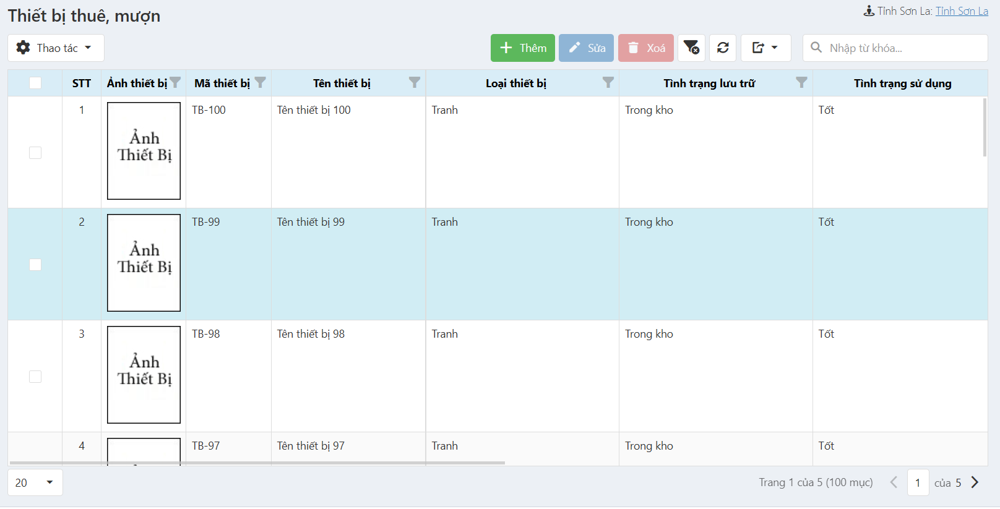 Thiết bị thuê, mượn
Tỉnh Sơn La: Tỉnh Sơn La
Thao tác
Thêm
Sửa
Xoá
Nhập từ khóa...
STT Ảnh thiết bị Mã thiết bị Tên thiết bị Loại thiết bị Tình trạng lưu trữ Tình trạng sử dụng
1 TB-100 Tên thiết bị 100 Tranh Trong kho Tốt
Ảnh
Thiết Bị
2 TB-99 Tên thiết bị 99 Tranh Trong kho Tốt
Ảnh
Thiết Bị
3 TB-98 Tên thiết bị 98 Tranh Trong kho Tốt
Ảnh
Thiết Bị
4 TB-97 Tên thiết bị 97 Tranh Trong kho Tốt
20
Trang 1 của 5 (100 mục)
1 của 5